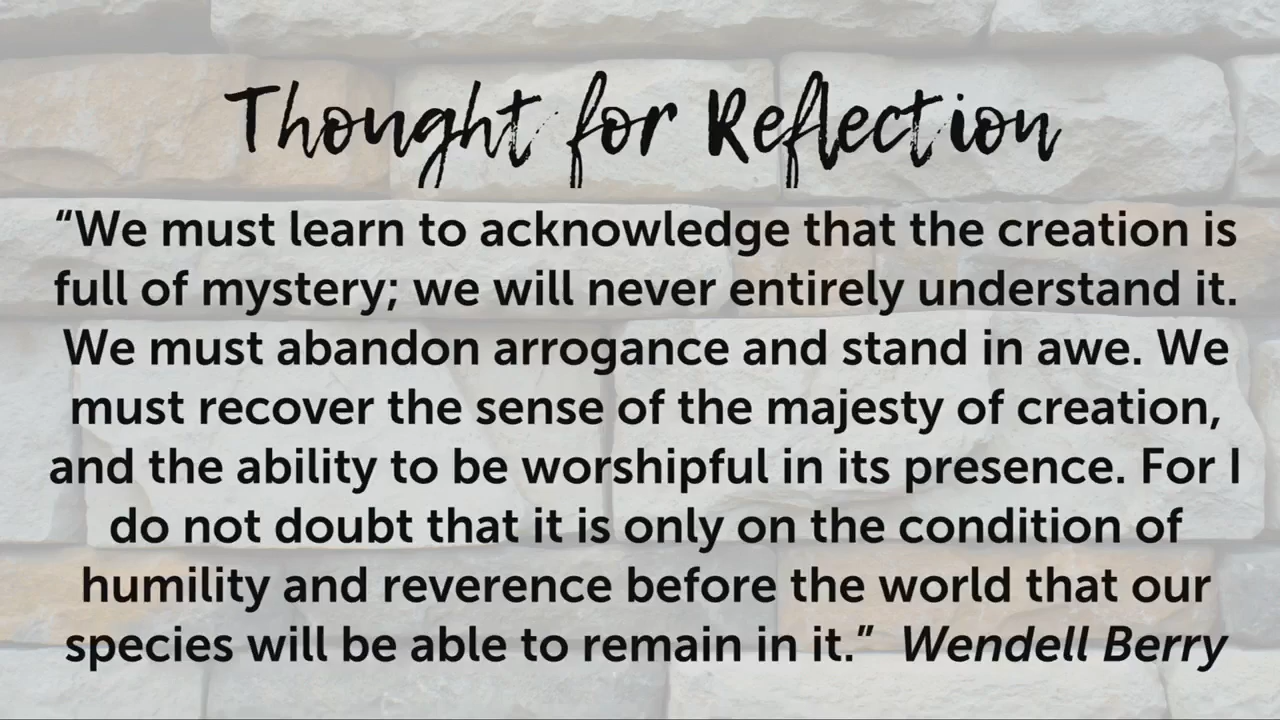 Thought for Reflection
“We must learn to acknowledge that the creation is
full of mystery; we will never entirely understand it.
We must abandon arrogance and stand in awe. We
must recover the sense of the majesty of creation,
and the ability to be worshipful in its presence. For I
do not doubt that it is only on the condition of
humility and reverence before the world that our
species will be able to remain in it.” Wendell Berry